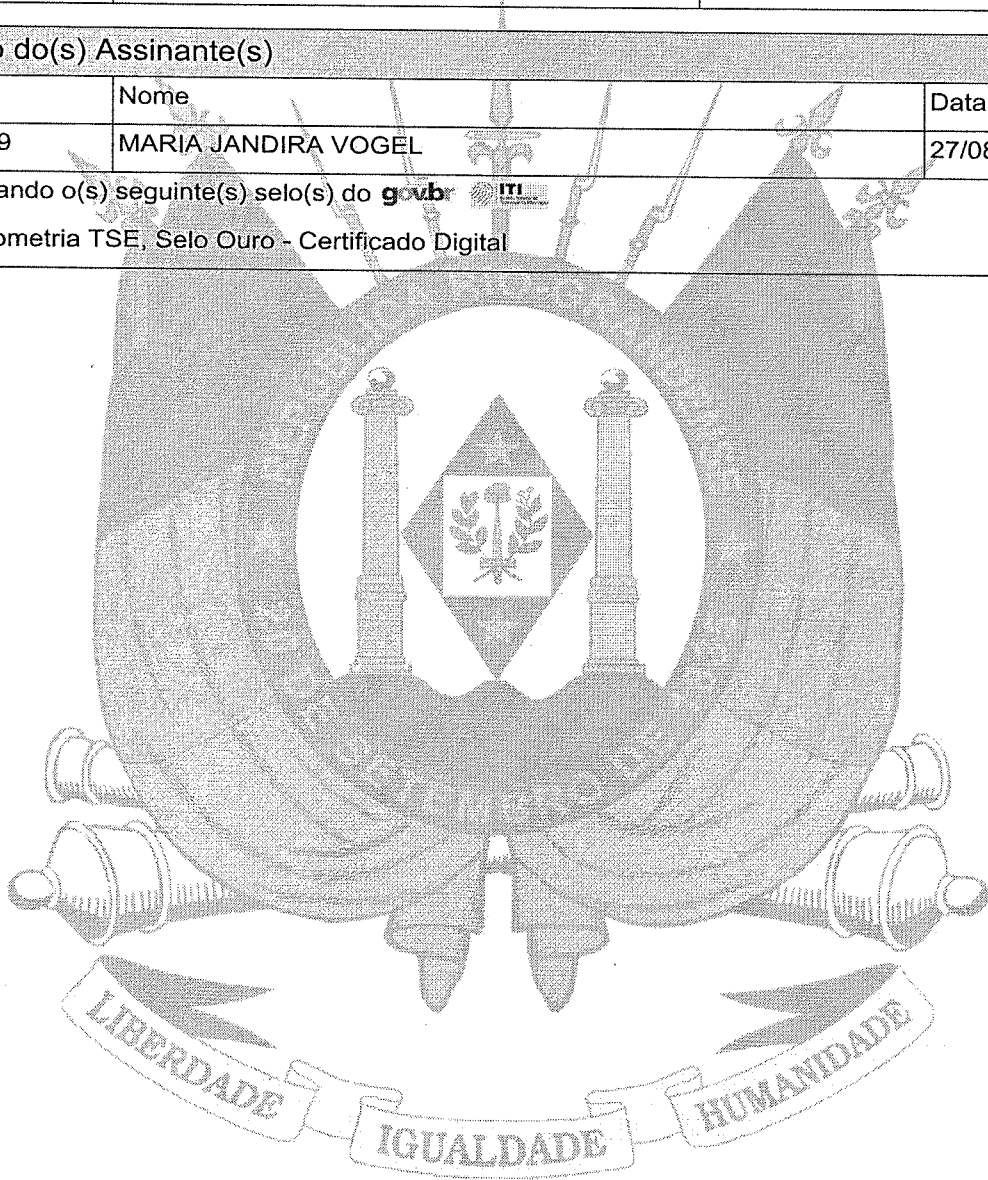 o do(s) Assinante(s)
Nome
Data
9
MARIA JANDIRA VOGEL
27/08
ando o(s) seguinte(s) selo(s) do gov.br ITI
ometria TSE, Selo Ouro - Certificado Digital
LIBERDADE
IGUALDADE
HUMANIDADE